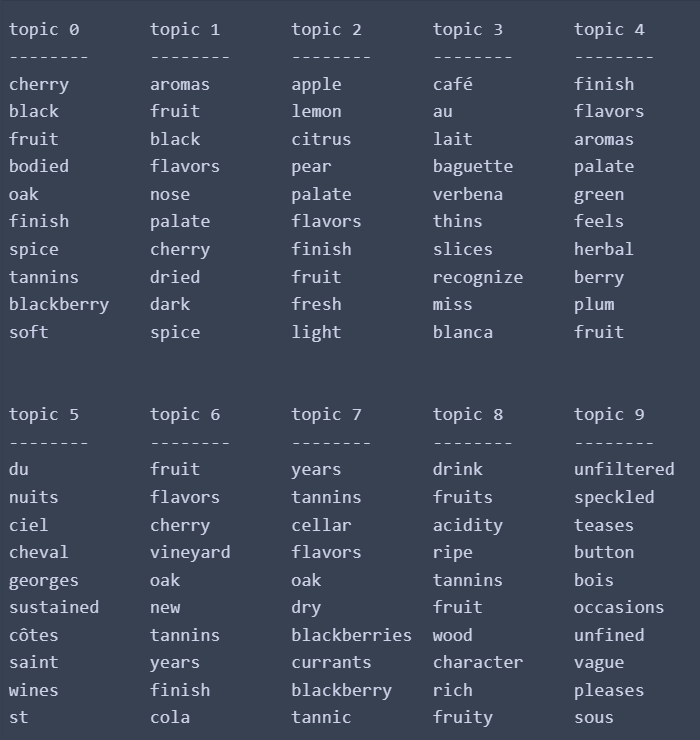 topic 0 topic 1 topic 2 topic 3 topic 4
-------- -------- -------- -------- --------
cherry aromas apple café finish
black fruit lemon au flavors
fruit black citrus lait aromas
bodied flavors pear baguette palate
oak nose palate verbena green
finish palate flavors thins feels
spice cherry finish slices herbal
tannins dried fruit recognize berry
blackberry dark fresh miss plum
soft spice light blanca fruit
topic 5 topic 6 topic 7 topic 8 topic 9
-------- -------- -------- -------- --------
du fruit years drink unfiltered
nuits flavors tannins fruits speckled
ciel cherry cellar acidity teases
cheval vineyard flavors ripe button
georges oak oak tannins bois
sustained new dry fruit occasions
côtes tannins blackberries wood unfined
saint years currants character vague
wines finish blackberry rich pleases
st cola tannic fruity sous